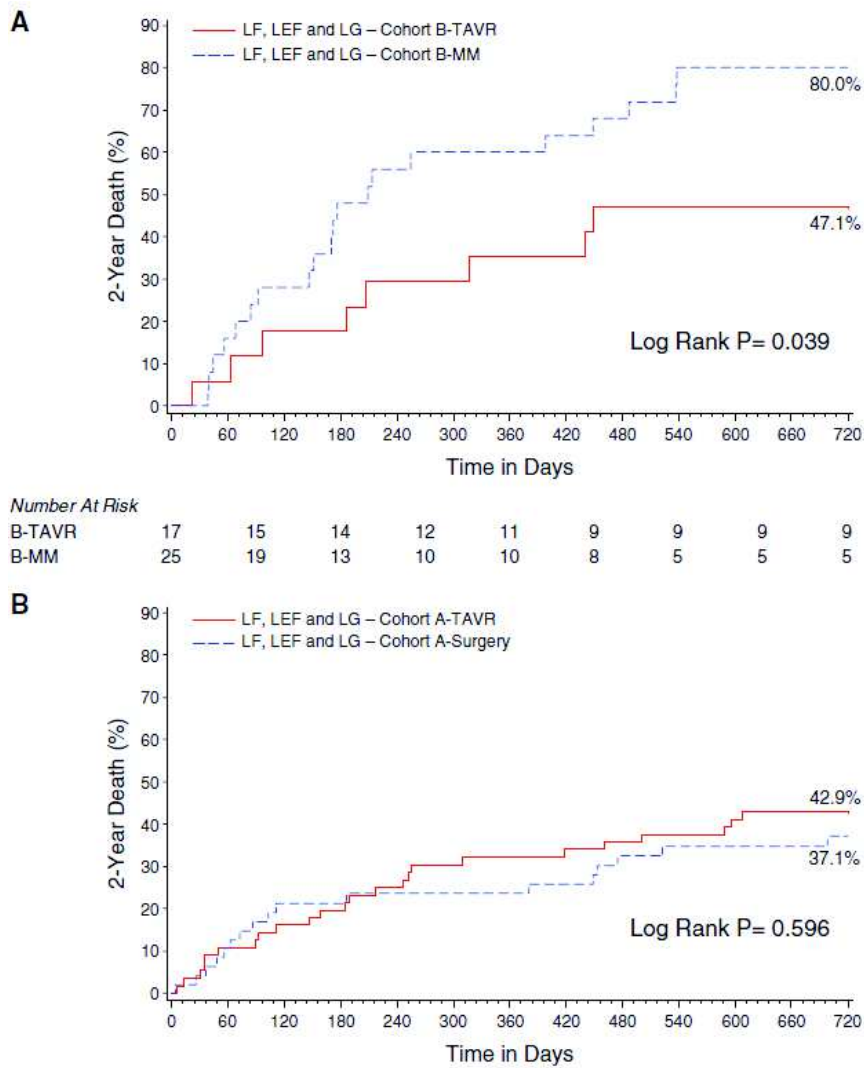 A
LF, LEF and LG – Cohort B-TAVR
LF, LEF and LG – Cohort B-MM
90
80
70
60
50
40
30
20
10
0
2-Year Death (%)
80.0%
47.1%
Log Rank P= 0.039
0 60 120 180 240 300 360 420 480 540 600 660 720
Time in Days
Number At Risk
B-TAVR 17 15 14 12 11 9 9 9 9
B-MM 25 19 13 10 10 8 5 5 5
B
LF, LEF and LG – Cohort A-TAVR
LF, LEF and LG – Cohort A-Surgery
90
80
70
60
50
40
30
20
10
0
2-Year Death (%)
42.9%
37.1%
Log Rank P= 0.596
0 60 120 180 240 300 360 420 480 540 600 660 720
Time in Days